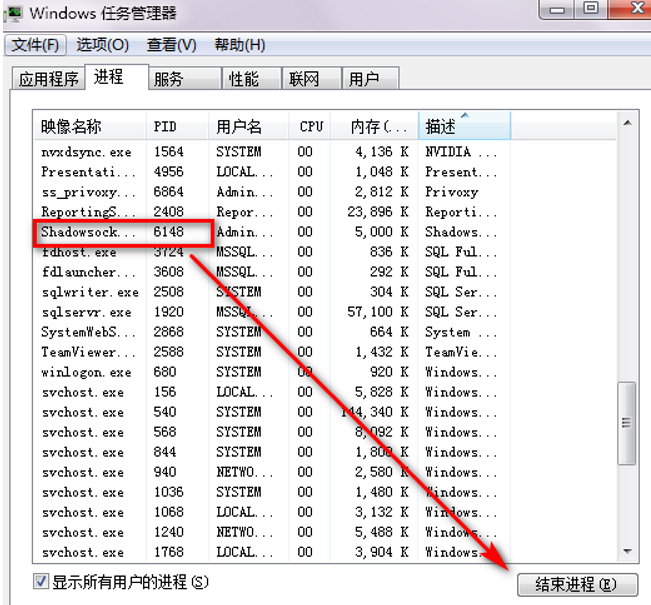 Windows 任务管理器
文件(F) 选项(O) 查看(V) 帮助(H)
应用程序 进程 服务 性能 联网 用户
映像名称 PID 用户名 CPU 内存(... 描述
nvxdsync.exe 1564 SYSTEM 00 4,136 K NVIDIA ...
Presentati... 4956 LOCAL... 00 1,048 K Present...
ss_privoxy... 6864 Admin... 00 2,812 K Privoxy
ReportingS... 2408 Repor... 00 23,896 K Reporti...
Shadowsock... 6148 Admin... 00 5,000 K Shadows...
fdhost.exe 3724 MSSQL... 00 836 K SQL Ful...
fdlauncher... 3608 MSSQL... 00 292 K SQL Ful...
sqlwriter.exe 2508 SYSTEM 00 304 K SQL Ser...
sqlservr.exe 1920 MSSQL... 00 57,100 K SQL Ser...
SystemWebS... 2868 SYSTEM 00 664 K System ...
TeamViewer... 2588 SYSTEM 00 1,432 K TeamVie...
winlogon.exe 680 SYSTEM 00 920 K Windows...
svchost.exe 156 LOCAL... 00 5,828 K Windows...
svchost.exe 540 SYSTEM 00 144,340 K Windows...
svchost.exe 568 SYSTEM 00 8,092 K Windows...
svchost.exe 844 SYSTEM 00 1,808 K Windows...
svchost.exe 940 NETWO... 00 2,580 K Windows...
svchost.exe 1036 SYSTEM 00 1,480 K Windows...
svchost.exe 1068 LOCAL... 00 3,132 K Windows...
svchost.exe 1240 NETWO... 00 5,488 K Windows...
svchost.exe 1768 LOCAL... 00 3,904 K Windows...
显示所有用户的进程(S) 结束进程(E)